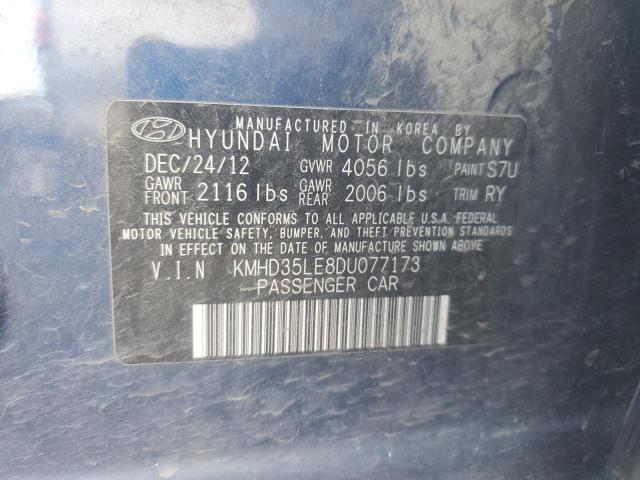 MANUFACTURED IN KOREA BY
HYUNDAI MOTOR COMPANY
DEC/24/12 GVWR 4056 lbs PAINT S7U
GAWR FRONT 2116 lbs GAWR REAR 2006 lbs TRIM RY
THIS VEHICLE CONFORMS TO ALL APPLICABLE U.S.A. FEDERAL
MOTOR VEHICLE SAFETY, BUMPER, AND THEFT PREVENTION STANDARDS
IN EFFECT ON THE DATE OF MANUFACTURE SHOWN ABOVE.
V.I.N KMHD35LE8DU077173
PASSENGER CAR